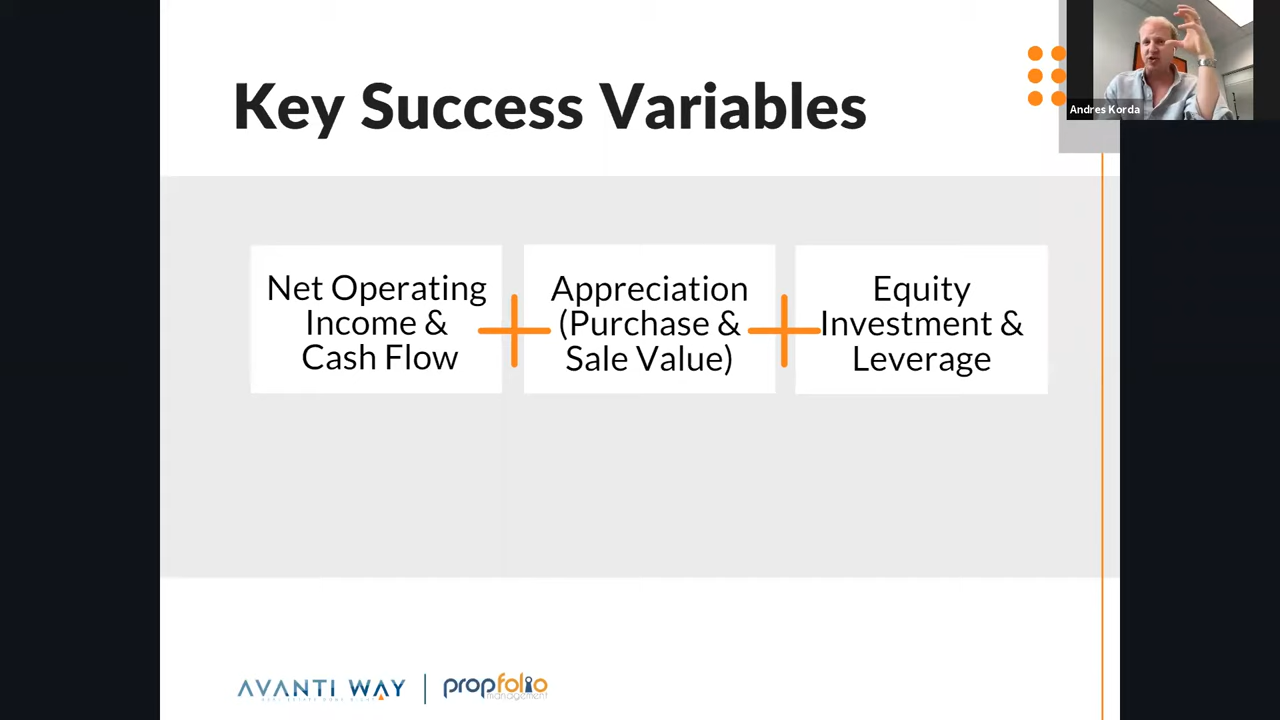 Key Success Variables
Andres Korda
Net Operating
Income &
Cash Flow
Appreciation
(Purchase &
Sale Value)
Equity
Investment &
Leverage
AVANTI WAY
propfolio
management